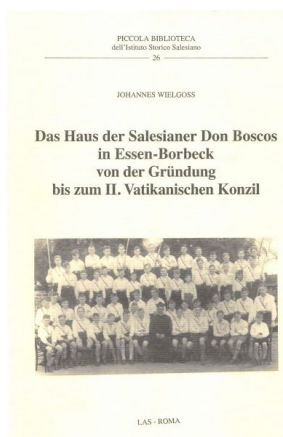 PICCOLA BIBLIOTECA
dell'Istituto Storico Salesiano
26
JOHANNES WIELGOSS
Das Haus der Salesianer Don Boscos
in Essen-Borbeck
von der Gründung
bis zum II. Vatikanischen Konzil
LAS - ROMA